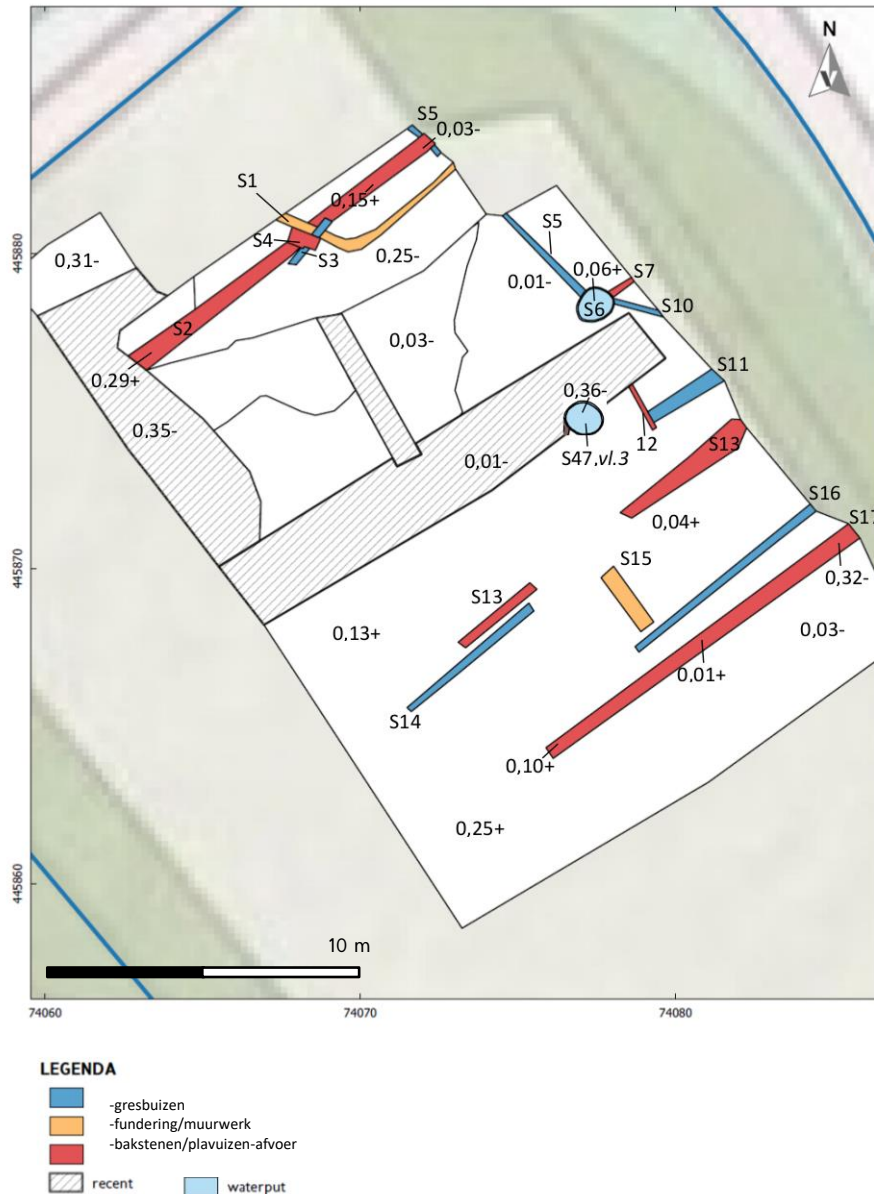 N
S5
0,03-
S1
0,15+
S4
S3
0,25-
445880
0,31-
S5
0,01-
0,06+
S7
S6
S10
S2
0,03-
0,29+
0,35-
0,36-
S11
12
S47,vl.3
0,01-
S13
0,04+
S16
S17
445870
S15
0,32-
S13
0,13+
0,03-
0,01+
S14
0,10+
0,25+
445860
10 m
74060
74070
74080
LEGENDA
-gresbuizen
-fundering/muurwerk
-bakstenen/plavuizen-afvoer
recent
waterput